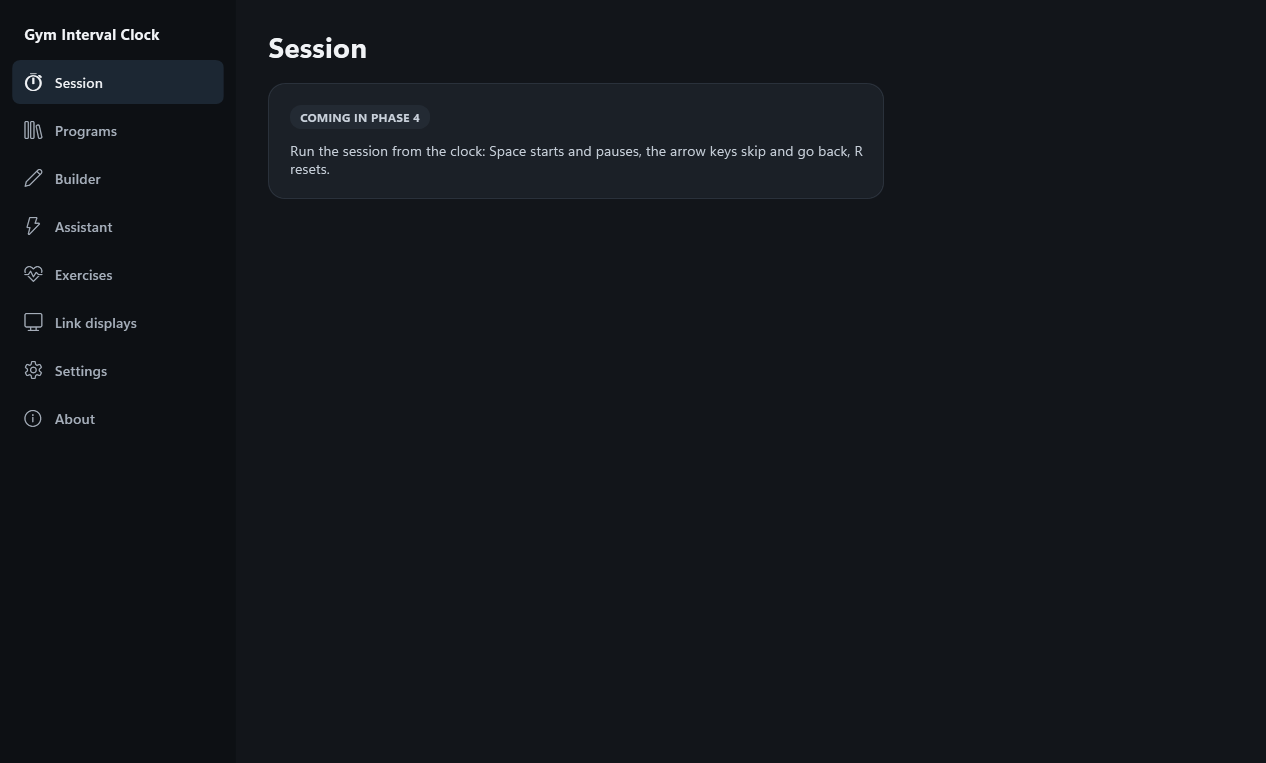 Gym Interval Clock
Session
Programs
Builder
Assistant
Exercises
Link displays
Settings
About
Session
COMING IN PHASE 4
Run the session from the clock: Space starts and pauses, the arrow keys skip and go back, R
resets.